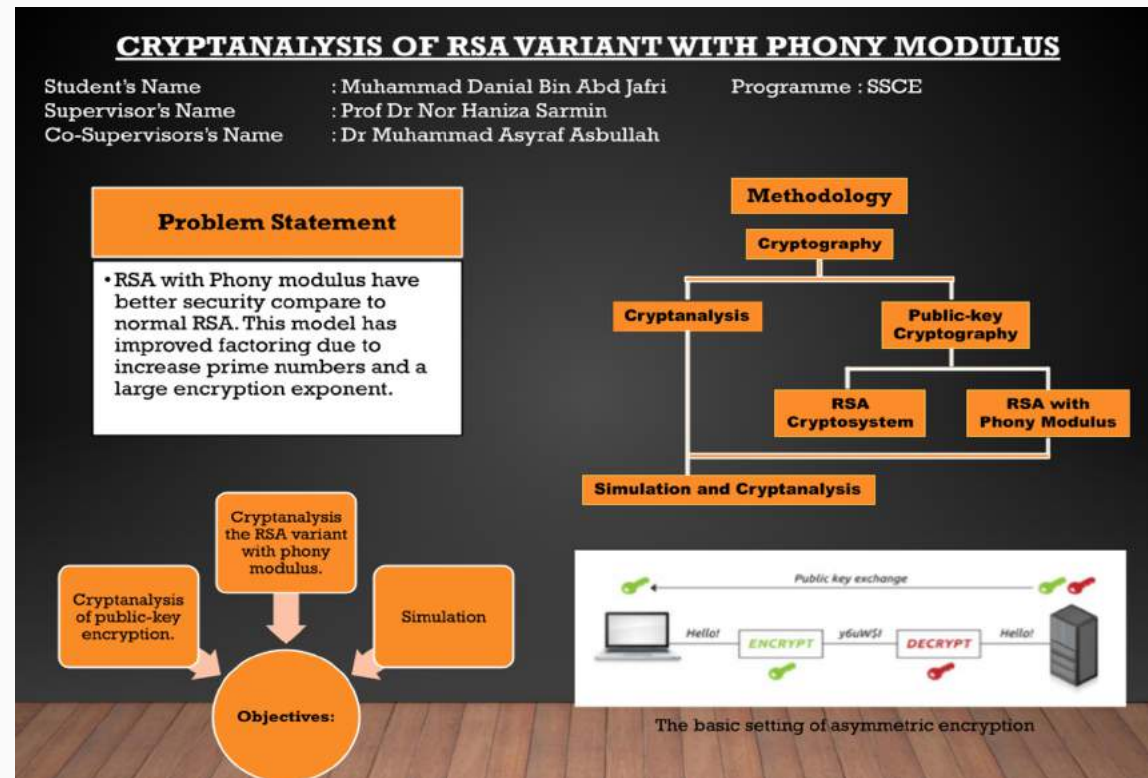 CRYPTANALYSIS OF RSA VARIANT WITH PHONY MODULUS
Student's Name : Muhammad Danial Bin Abd Jafri Programme : SSCE
Supervisor's Name : Prof Dr Nor Haniza Sarmin
Co-Supervisors's Name : Dr Muhammad Asyraf Asbullah
Problem Statement
•RSA with Phony modulus have
better security compare to
normal RSA. This model has
improved factoring due to
increase prime numbers and a
large encryption exponent.
Methodology
Cryptography
Cryptanalysis
Public-key
Cryptography
RSA
Cryptosystem
RSA with
Phony Modulus
Simulation and Cryptanalysis
Cryptanalysis
of public-key
encryption.
Cryptanalysis
the RSA variant
with phony
modulus.
Simulation
Objectives:
Public key exchange
Hello! ENCRYPT y6uW$I DECRYPT Hello!
The basic setting of asymmetric encryption